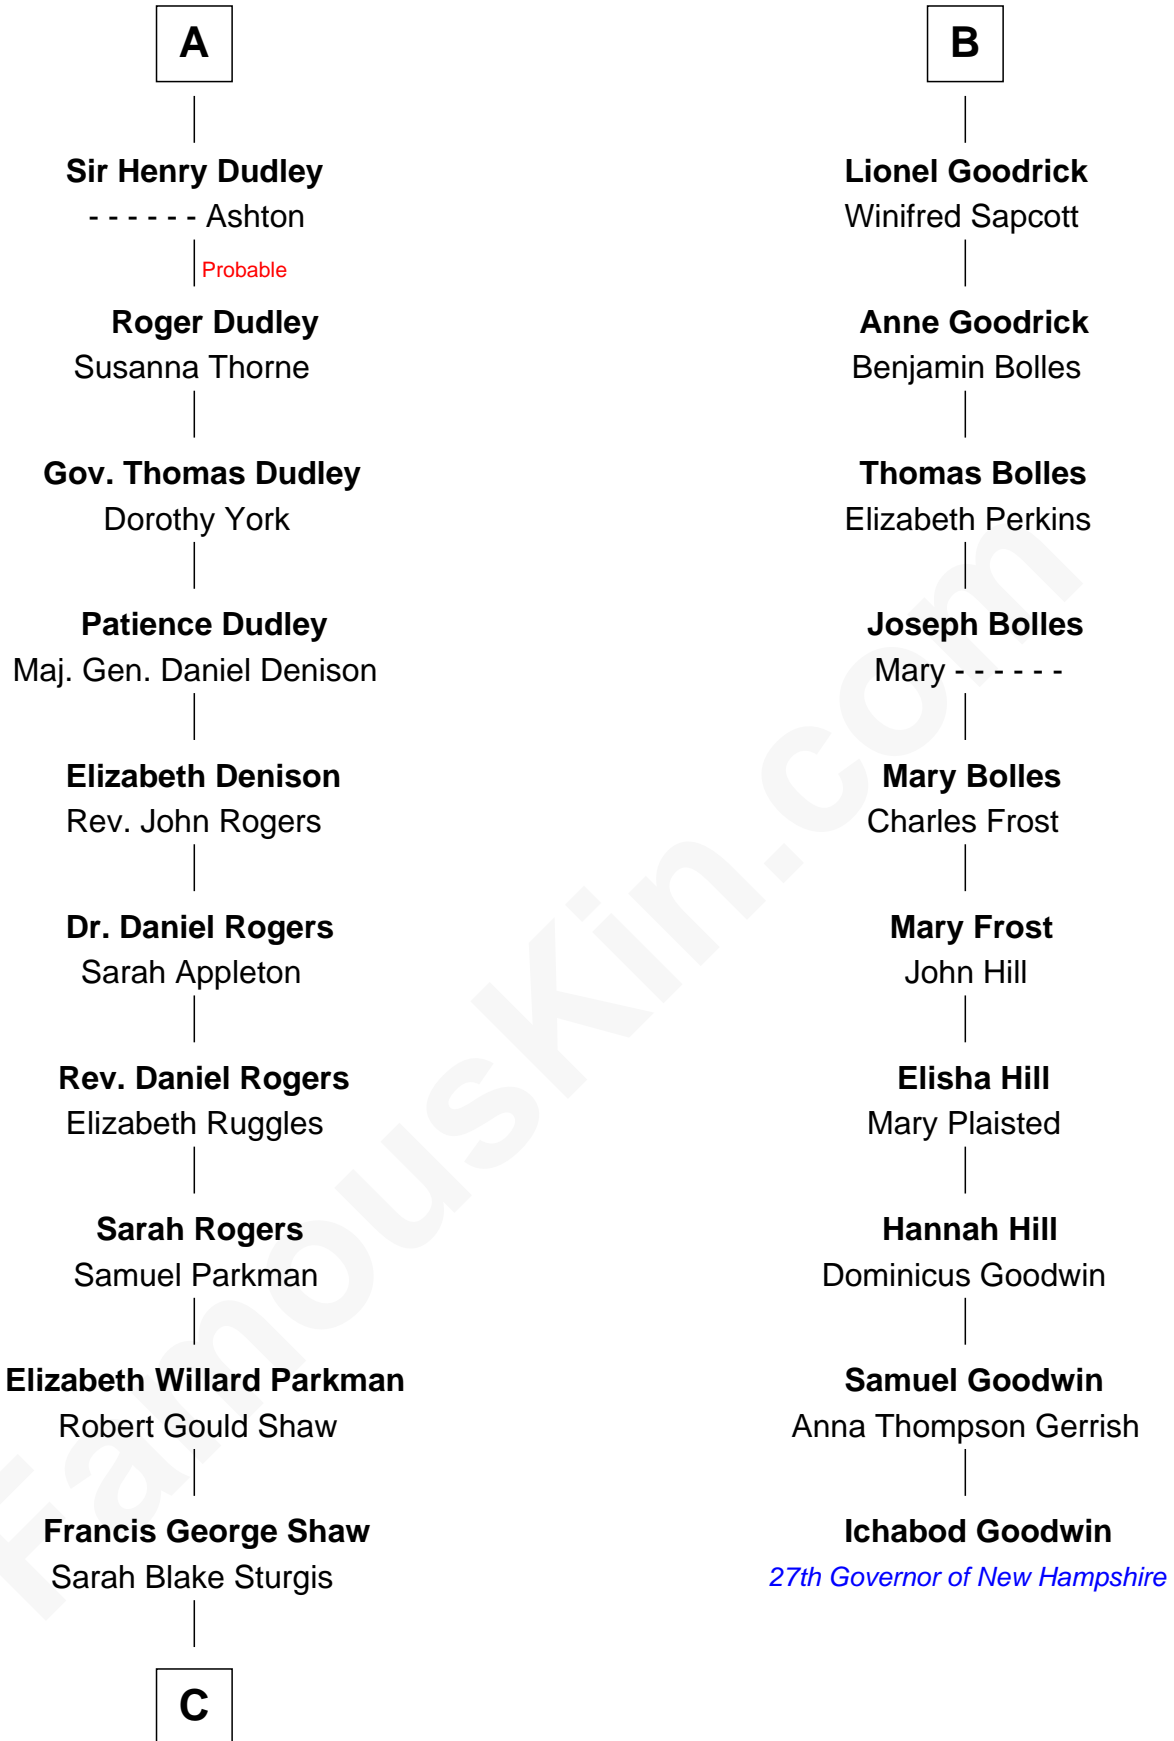 A
Sir Henry Dudley
- - - - - - Ashton
Probable
Roger Dudley
Susanna Thorne
Gov. Thomas Dudley
Dorothy York
Patience Dudley
Maj. Gen. Daniel Denison
Elizabeth Denison
Rev. John Rogers
Dr. Daniel Rogers
Sarah Appleton
Rev. Daniel Rogers
Elizabeth Ruggles
Sarah Rogers
Samuel Parkman
Elizabeth Willard Parkman
Robert Gould Shaw
Francis George Shaw
Sarah Blake Sturgis
C
B
Lionel Goodrick
Winifred Sapcott
Anne Goodrick
Benjamin Bolles
Thomas Bolles
Elizabeth Perkins
Joseph Bolles
Mary - - - - - -
Mary Bolles
Charles Frost
Mary Frost
John Hill
Elisha Hill
Mary Plaisted
Hannah Hill
Dominicus Goodwin
Samuel Goodwin
Anna Thompson Gerrish
Ichabod Goodwin
27th Governor of New Hampshire
FamousKin.com